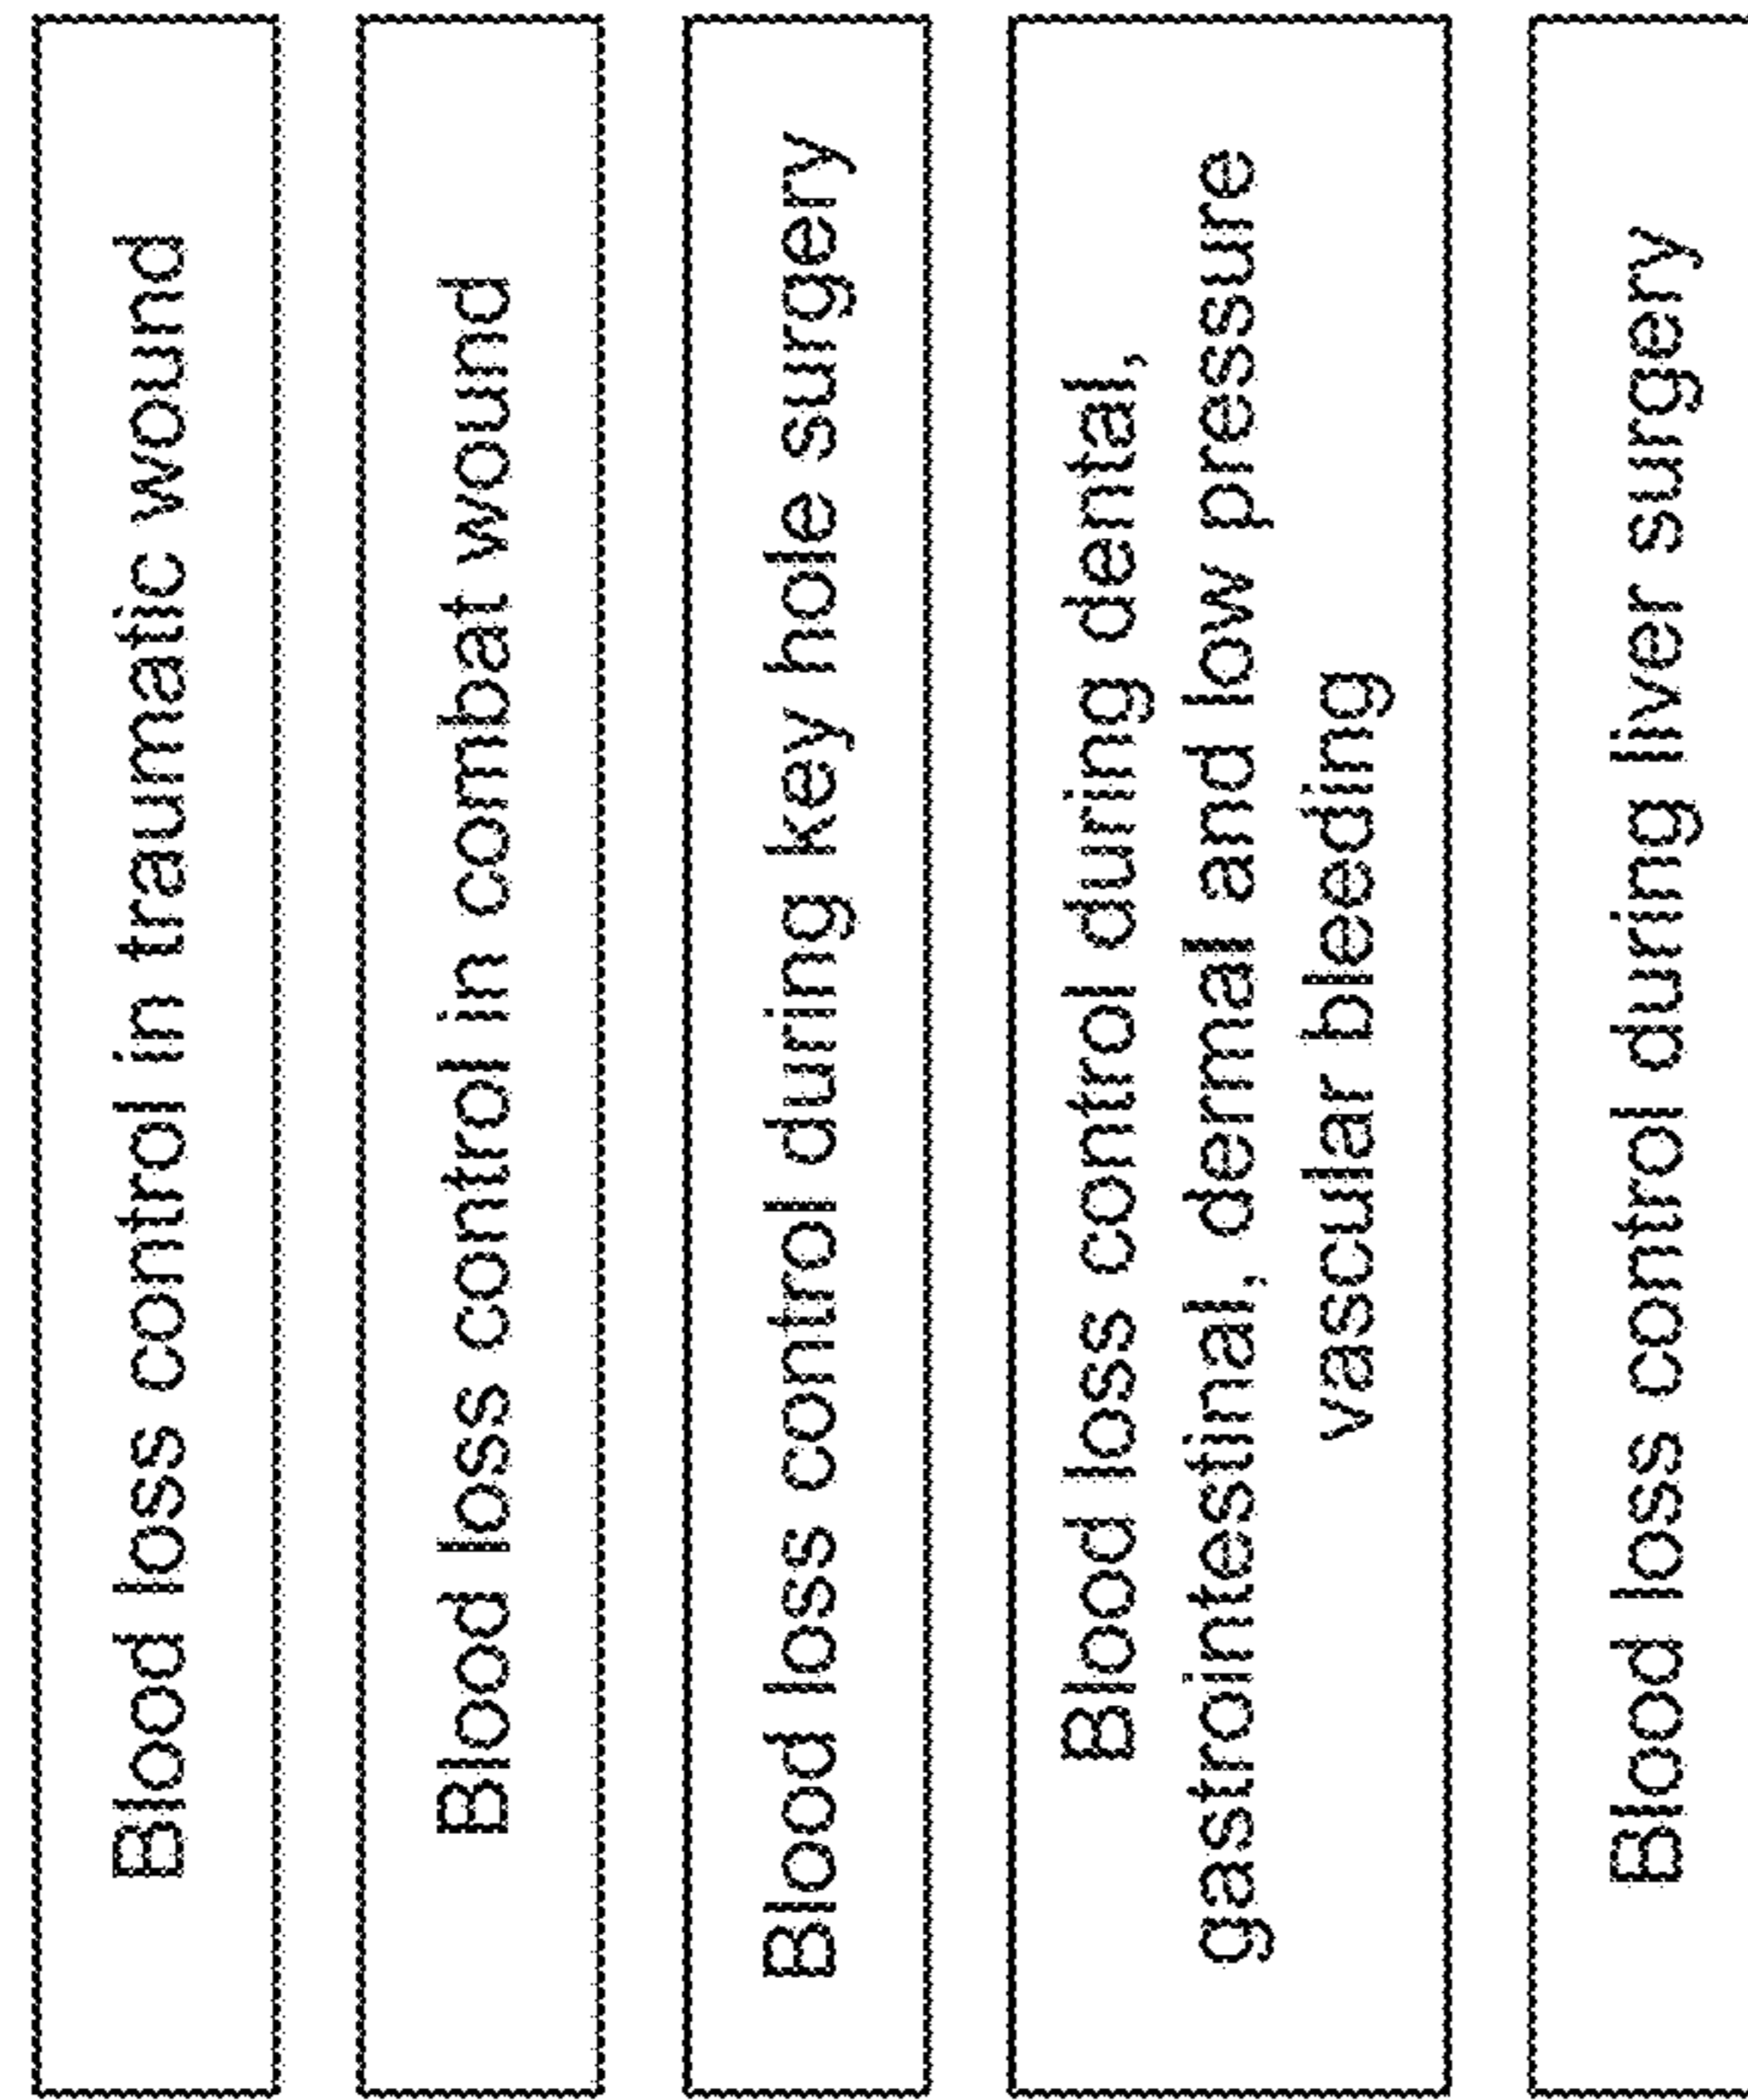 Blood loss control in traumatic wound
Blood loss control in combat wound
Blood loss control during key hole surgery
Blood loss control during dental,
gastrointestinal, dermal and low pressure
vascular bleeding
Blood loss control during liver surgery